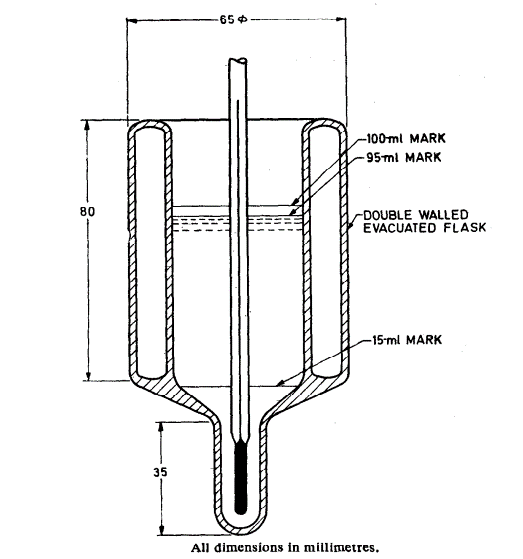 65 Φ
100-ml MARK
95-ml MARK
80
DOUBLE WALLED
EVACUATED FLASK
15-ml MARK
35
All dimensions in millimetres.